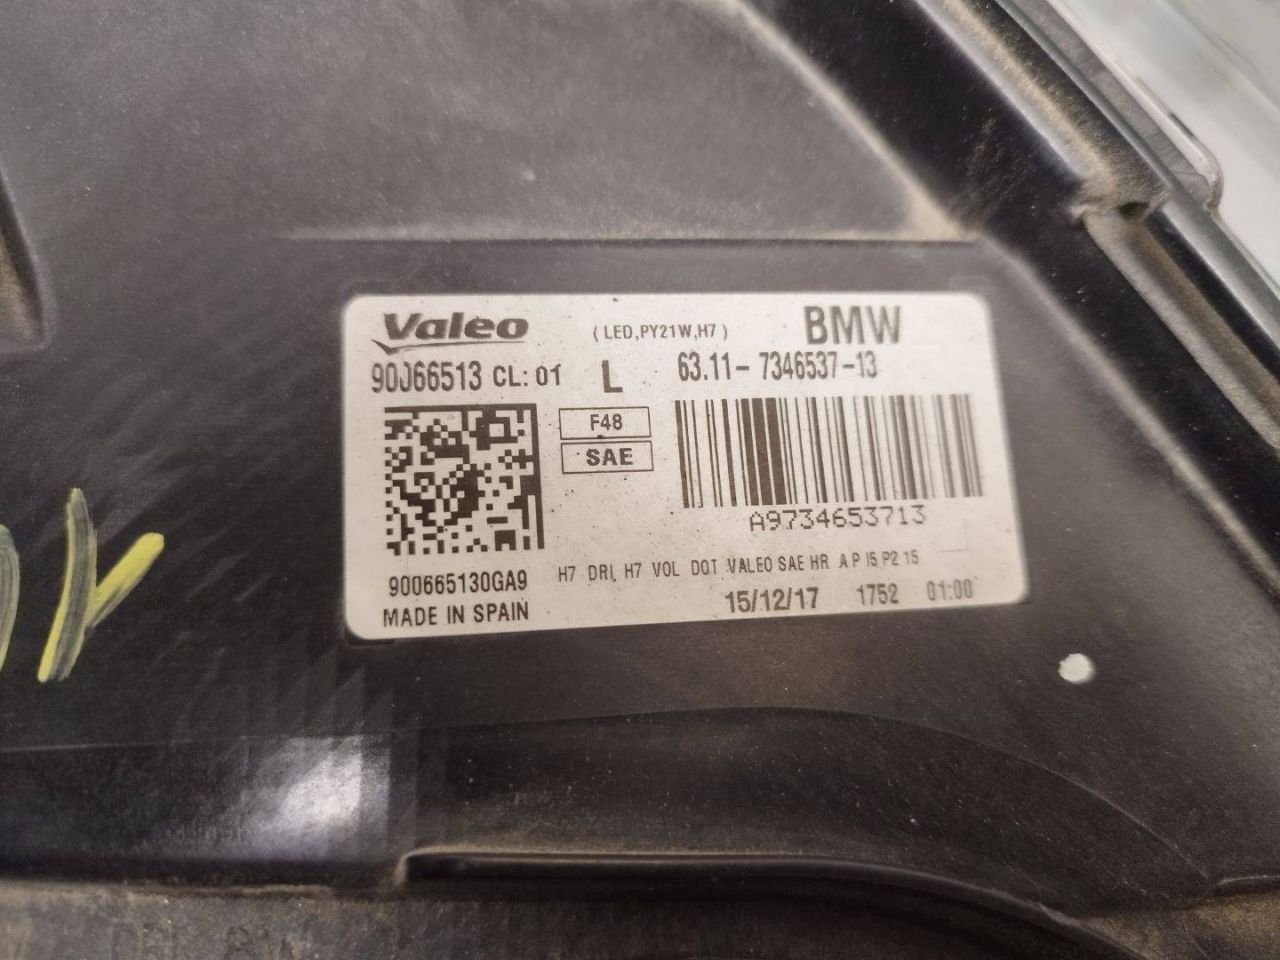 Valeo (LED,PY21W,H7) BMW
90J66513 CL: 01 L 63.11-7346537-13
F48
SAE
A9734653713
H7 DRL H7 VOL DOT VALEO SAE HR A P I5 P2 15
900665130GA9
MADE IN SPAIN 15/12/17 1752 01:00